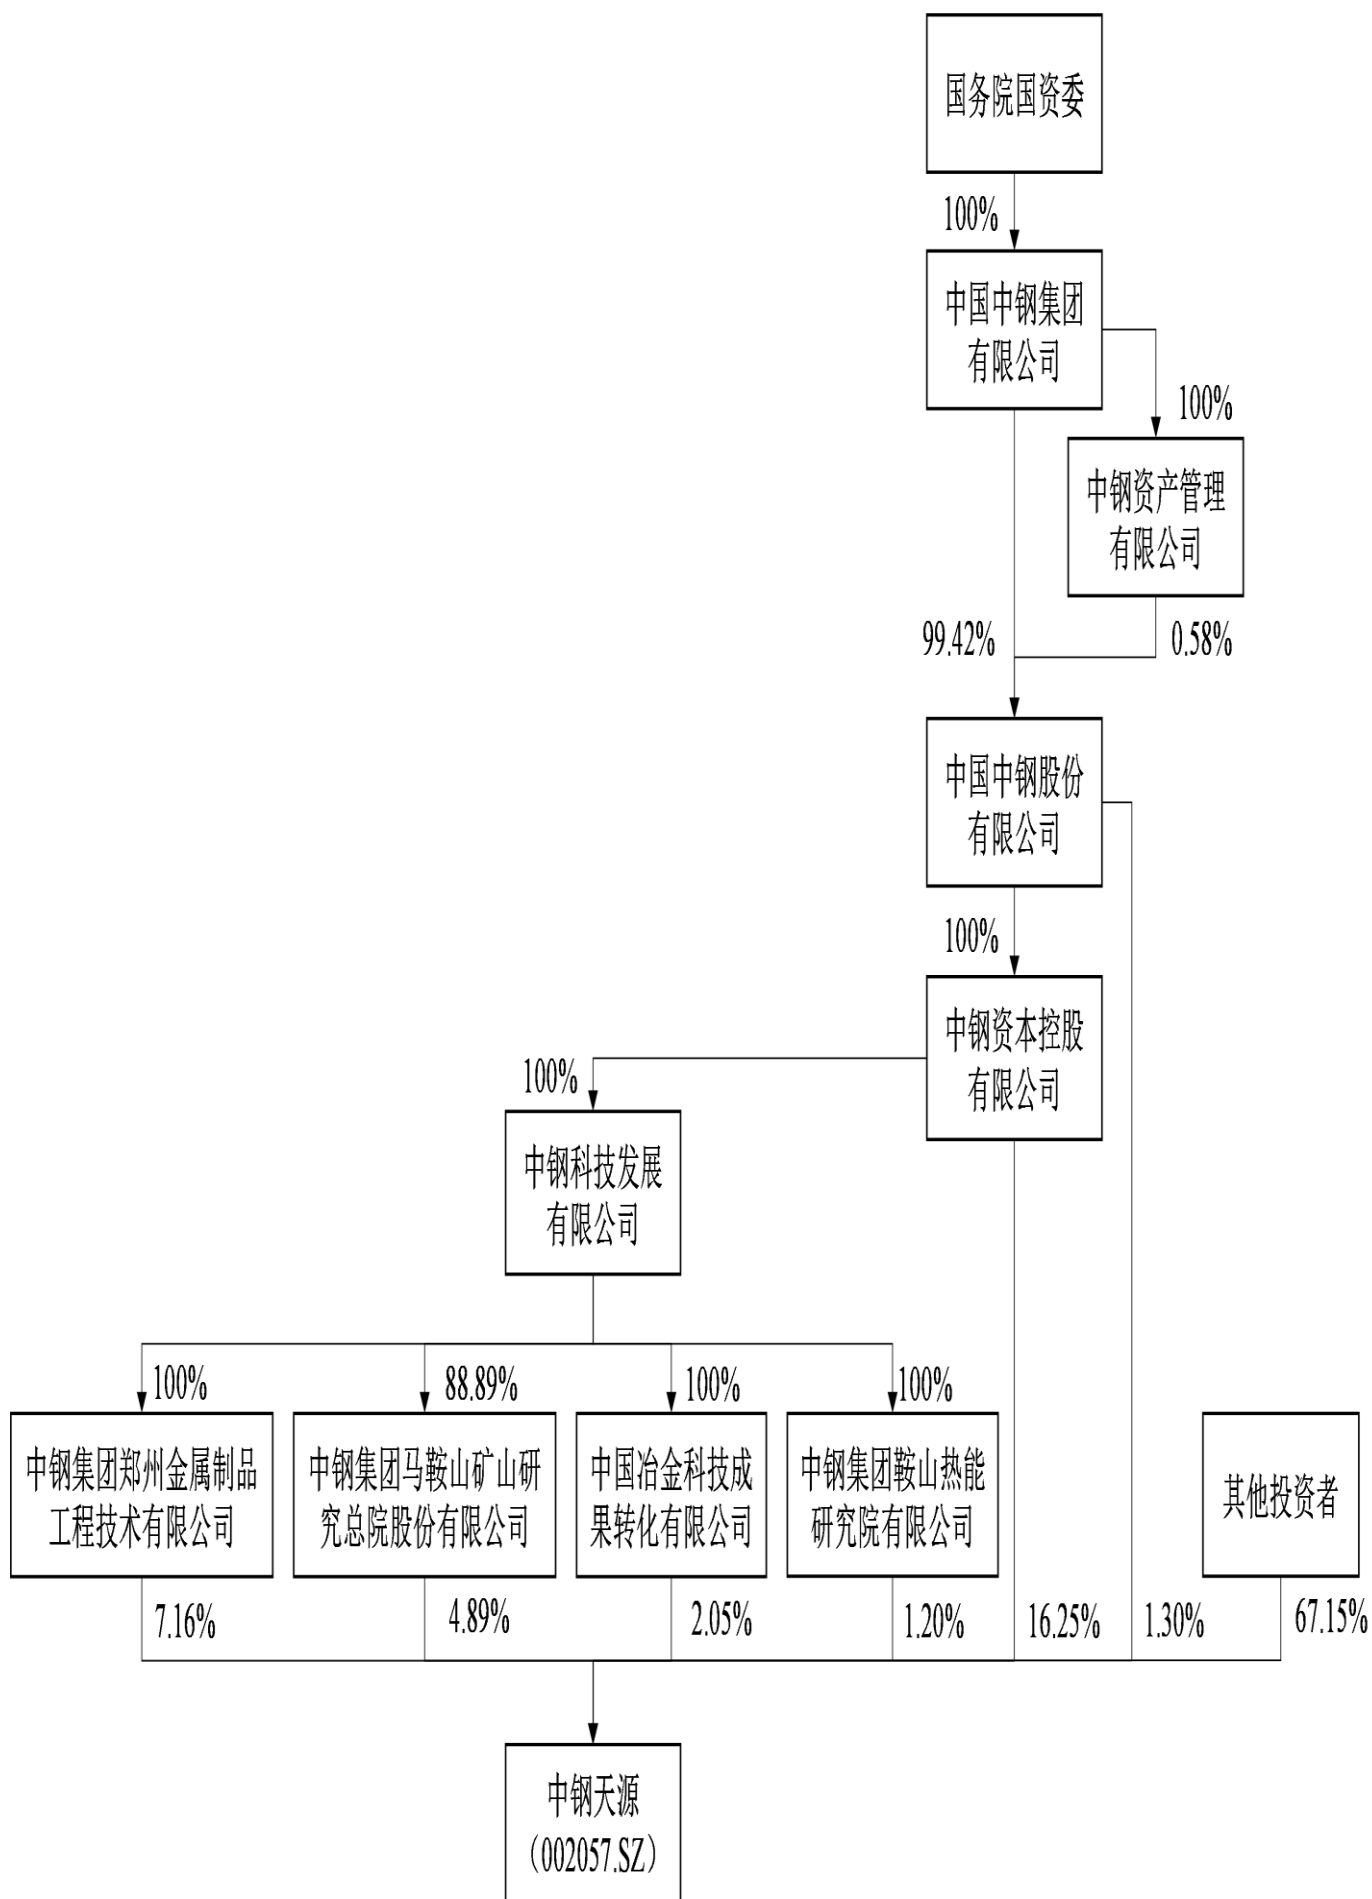 国务院国资委
100%
中国中钢集团
有限公司
100%
中钢资产管理
有限公司
99.42%
0.58%
中国中钢股份
有限公司
100%
中钢资本控股
有限公司
100%
中钢科技发展
有限公司
100%
88.89%
100%
100%
中钢集团郑州金属制品
工程技术有限公司
中钢集团马鞍山矿山研
究总院股份有限公司
中国冶金科技成
果转化有限公司
中钢集团鞍山热能
研究院有限公司
其他投资者
7.16%
4.89%
2.05%
1.20%
16.25%
1.30%
67.15%
中钢天源
（002057.SZ）